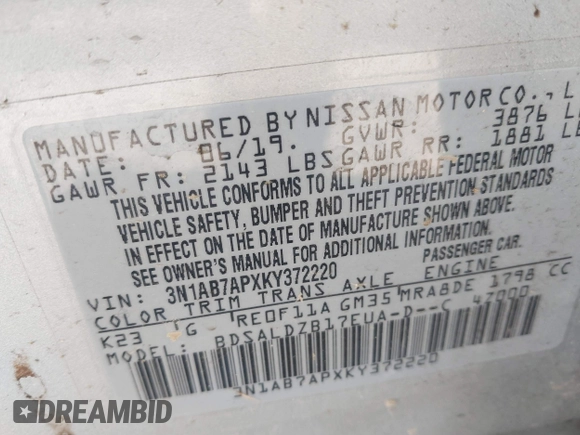 MANUFACTURED BY NISSAN MOTOR CO., L
DATE: 06/19. GVWR: 3876 L
GAWR FR: 2143 LBS GAWR RR: 1881 LB
THIS VEHICLE CONFORMS TO ALL APPLICABLE FEDERAL MOTOR
VEHICLE SAFETY, BUMPER AND THEFT PREVENTION STANDARDS
IN EFFECT ON THE DATE OF MANUFACTURE SHOWN ABOVE.
SEE OWNER'S MANUAL FOR ADDITIONAL INFORMATION.
VIN: 3N1AB7APXKY372220 PASSENGER CAR.
COLOR TRIM TRANS AXLE ENGINE
K23 G RE0F11A GM35 MRA8DE 1798 CC
MODEL: BDSALDZB17EUA-D--C 47000
3N1AB7APXKY372220
DREAMBID